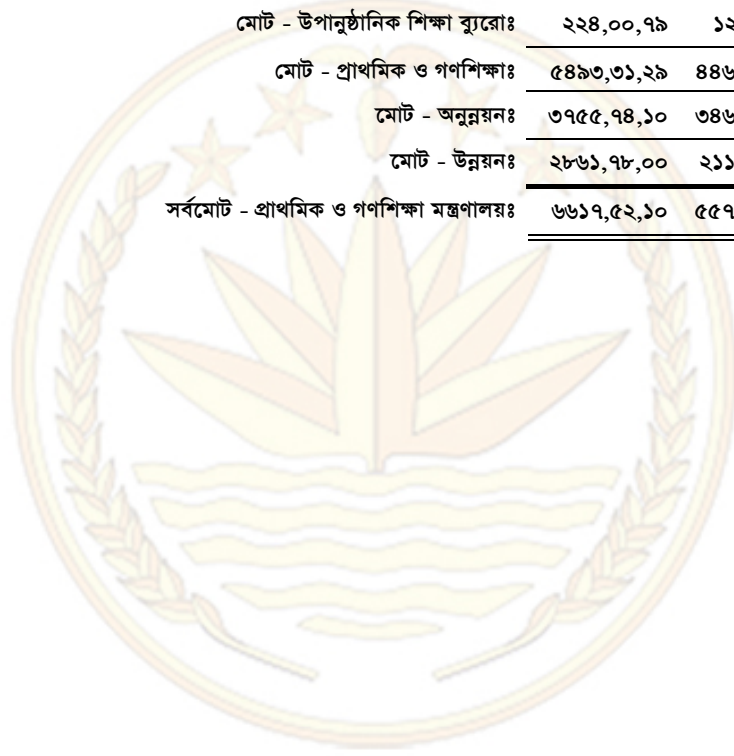 মোট - উপানুষ্ঠানিক শিক্ষা ব্যুরোঃ ২২৪,০০,৭৯ ১২
মোট - প্রাথমিক ও গণশিক্ষাঃ ৫৪৯৩,৩১,২৯ ৪৪৬
মোট - অনুন্নয়নঃ ৩৭৫৫,৭৪,১০ ৩৪৬
মোট - উন্নয়নঃ ২৮৬১,৭৮,০০ ২১১
সর্বমোট - প্রাথমিক ও গণশিক্ষা মন্ত্রণালয়ঃ ৬৬১৭,৫২,১০ ৫৫৭